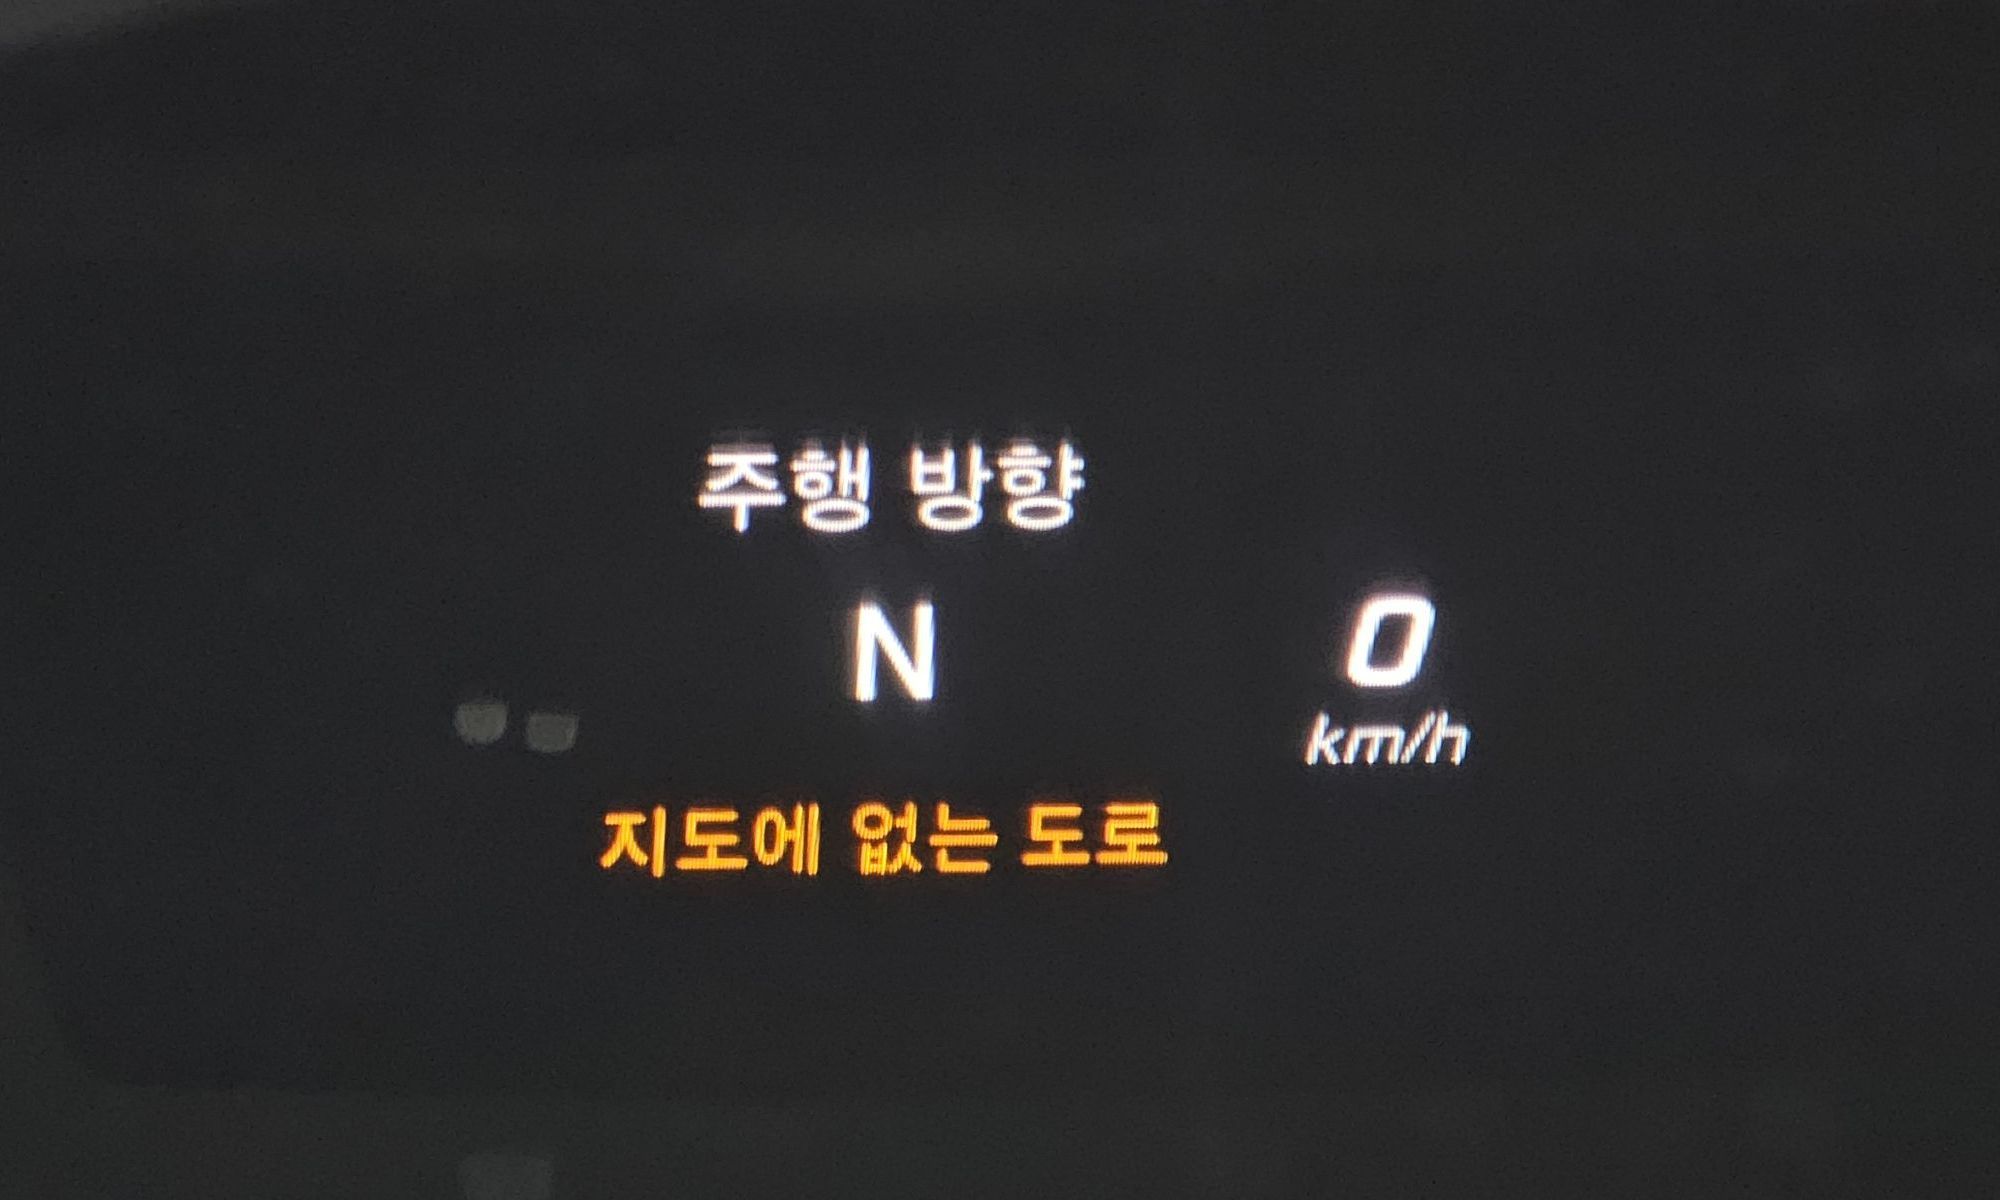 주행 방향
N
0
km/h
지도에 없는 도로